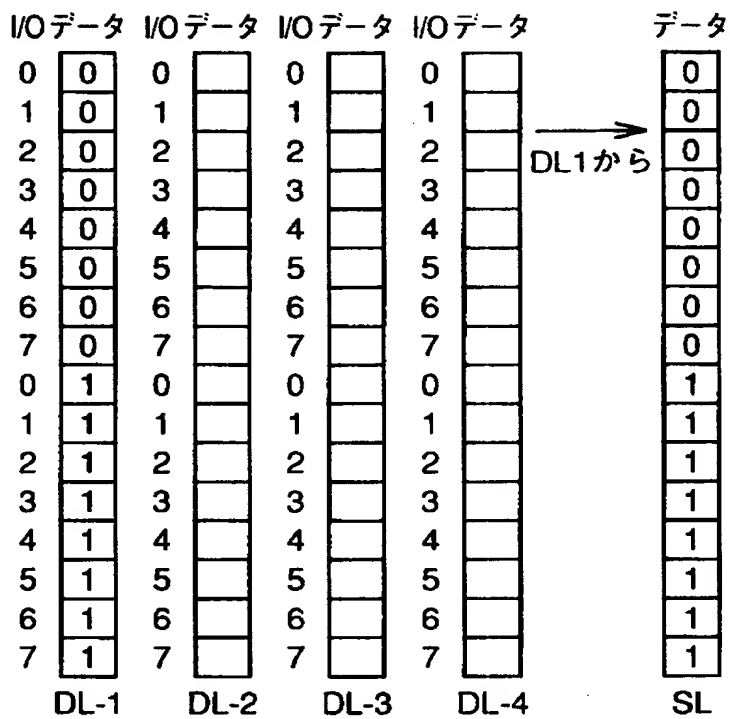 I/O データ I/O データ I/O データ I/O データ データ
0 0 0 0 0 0
1 0 1 1 1 0
2 0 2 2 2 0
DL1から
3 0 3 3 3 0
4 0 4 4 4 0
5 0 5 5 5 0
6 0 6 6 6 0
7 0 7 7 7 0
0 1 0 0 0 1
1 1 1 1 1 1
2 1 2 2 2 1
3 1 3 3 3 1
4 1 4 4 4 1
5 1 5 5 5 1
6 1 6 6 6 1
7 1 7 7 7 1
DL-1 DL-2 DL-3 DL-4 SL